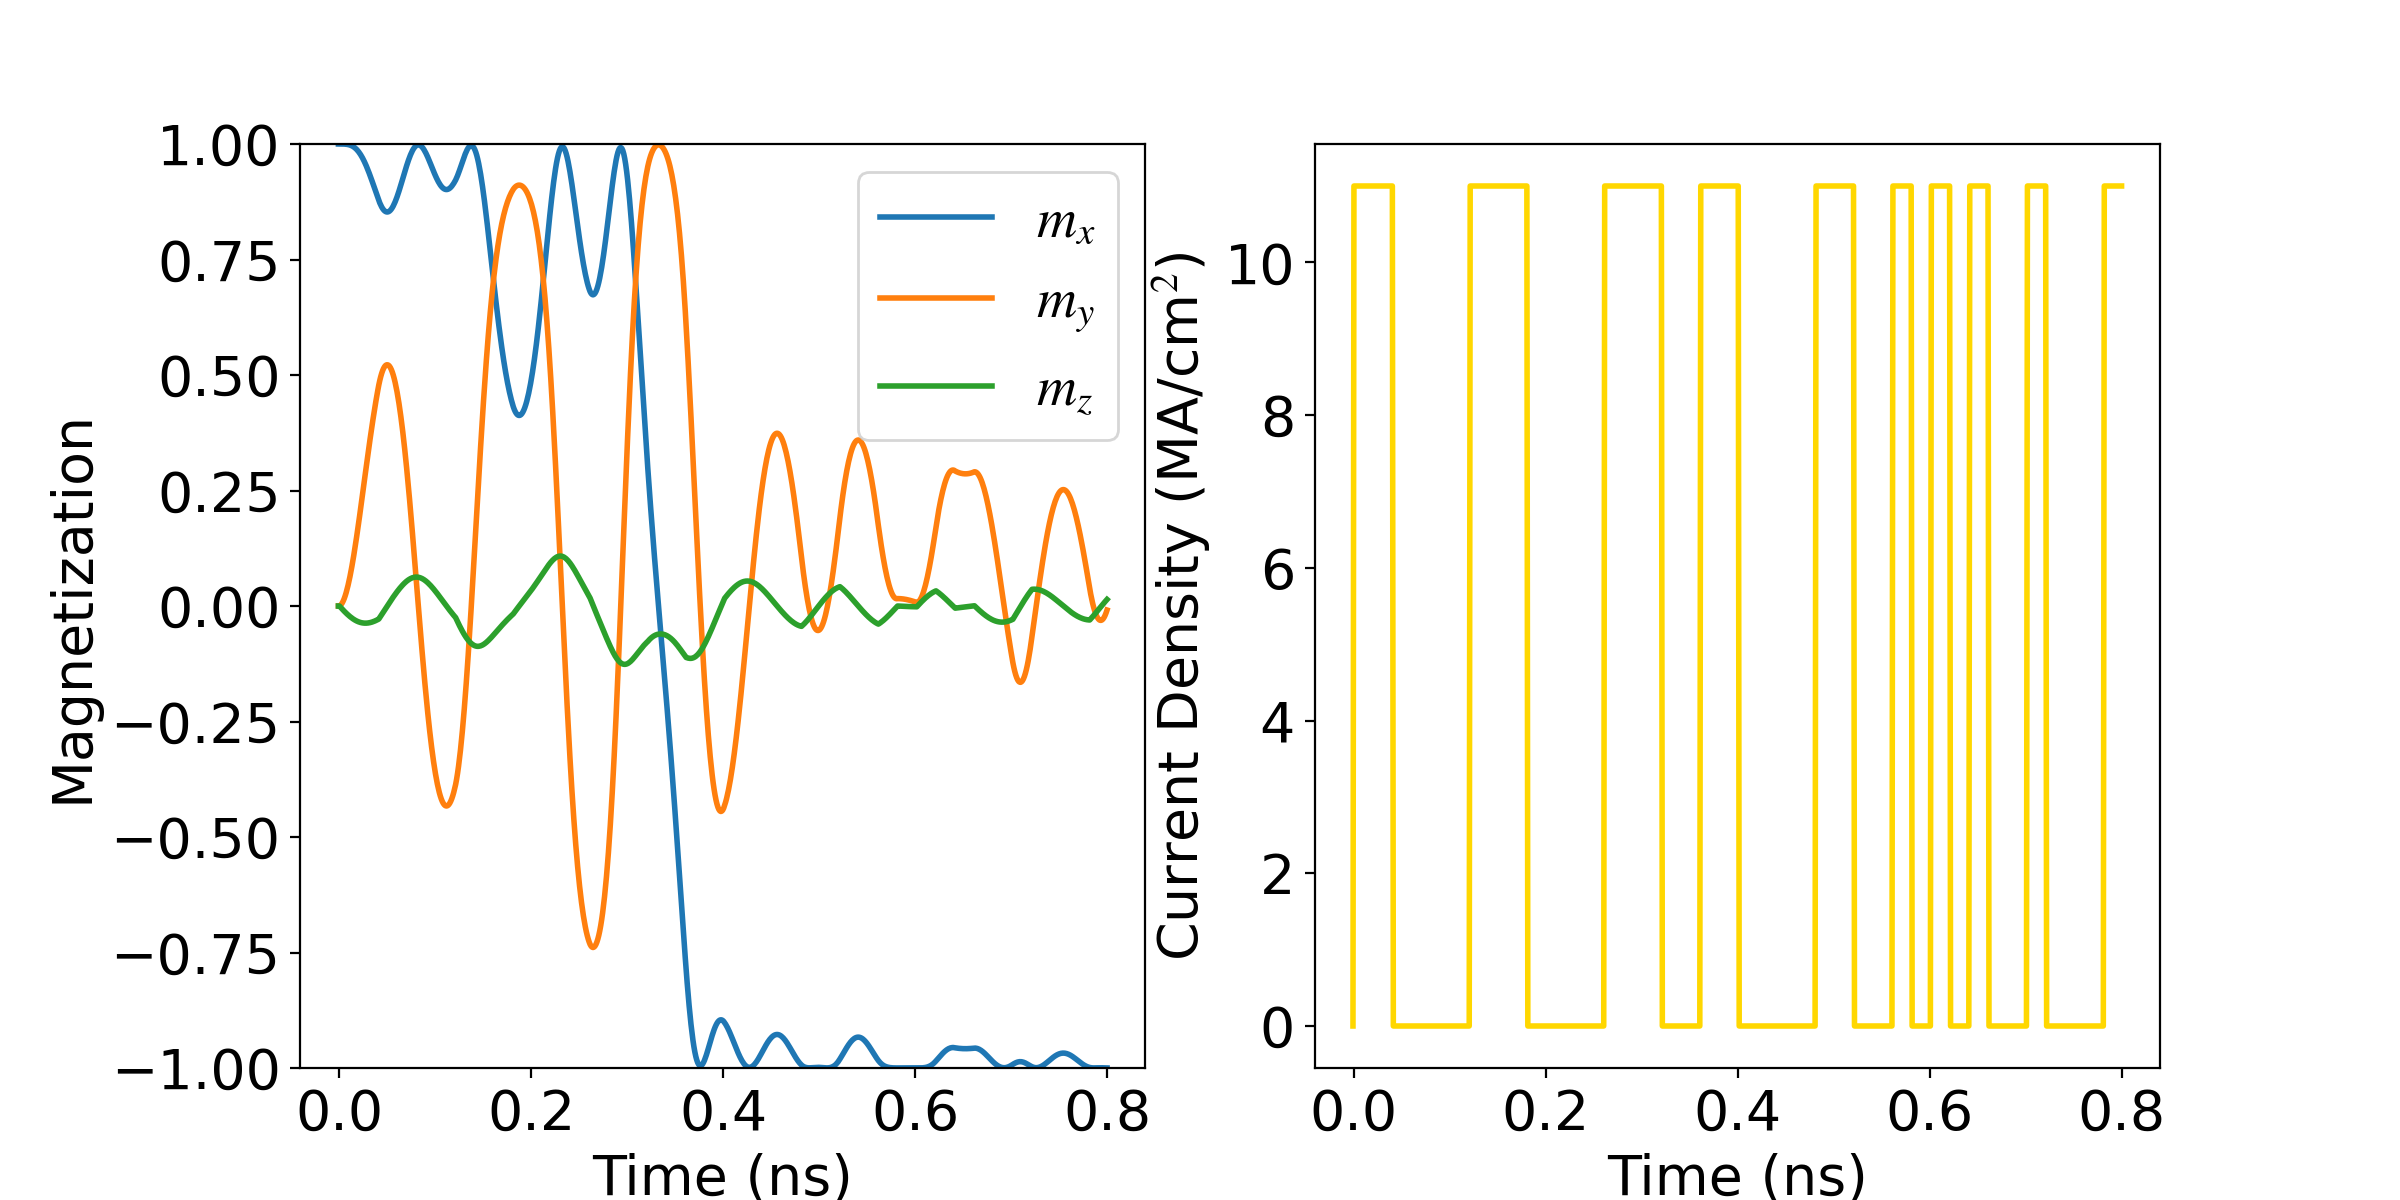 Magnetization
1.00
0.75
0.50
0.25
0.00
−0.25
−0.50
−0.75
−1.00
0.0 0.2 0.4 0.6 0.8
Time (ns)
m_x
m_y
m_z
Current Density (MA/cm²)
10
8
6
4
2
0
0.0 0.2 0.4 0.6 0.8
Time (ns)